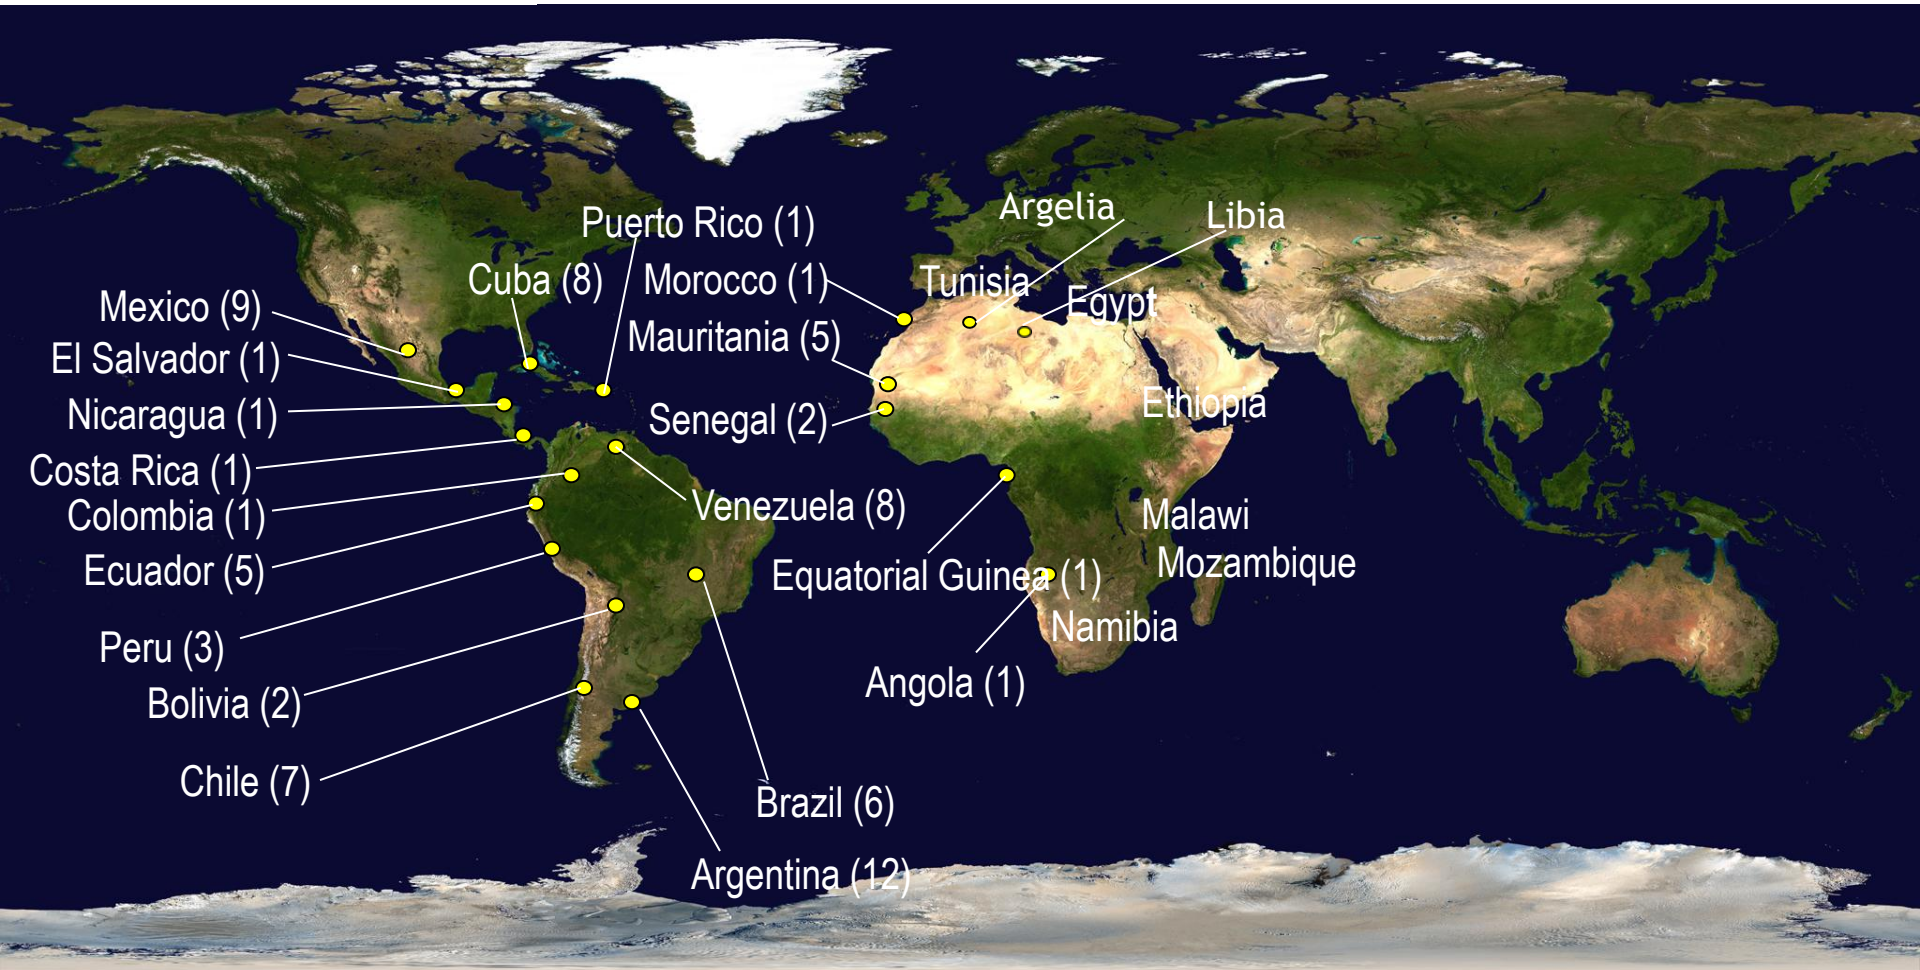 Argelia
Libia
Puerto Rico (1)
Cuba (8)
Morocco (1)
Tunisia
Egypt
Mexico (9)
Mauritania (5)
El Salvador (1)
Nicaragua (1)
Senegal (2)
Ethiopia
Costa Rica (1)
Colombia (1)
Venezuela (8)
Malawi
Ecuador (5)
Equatorial Guinea (1)
Mozambique
Peru (3)
Namibia
Bolivia (2)
Angola (1)
Chile (7)
Brazil (6)
Argentina (12)